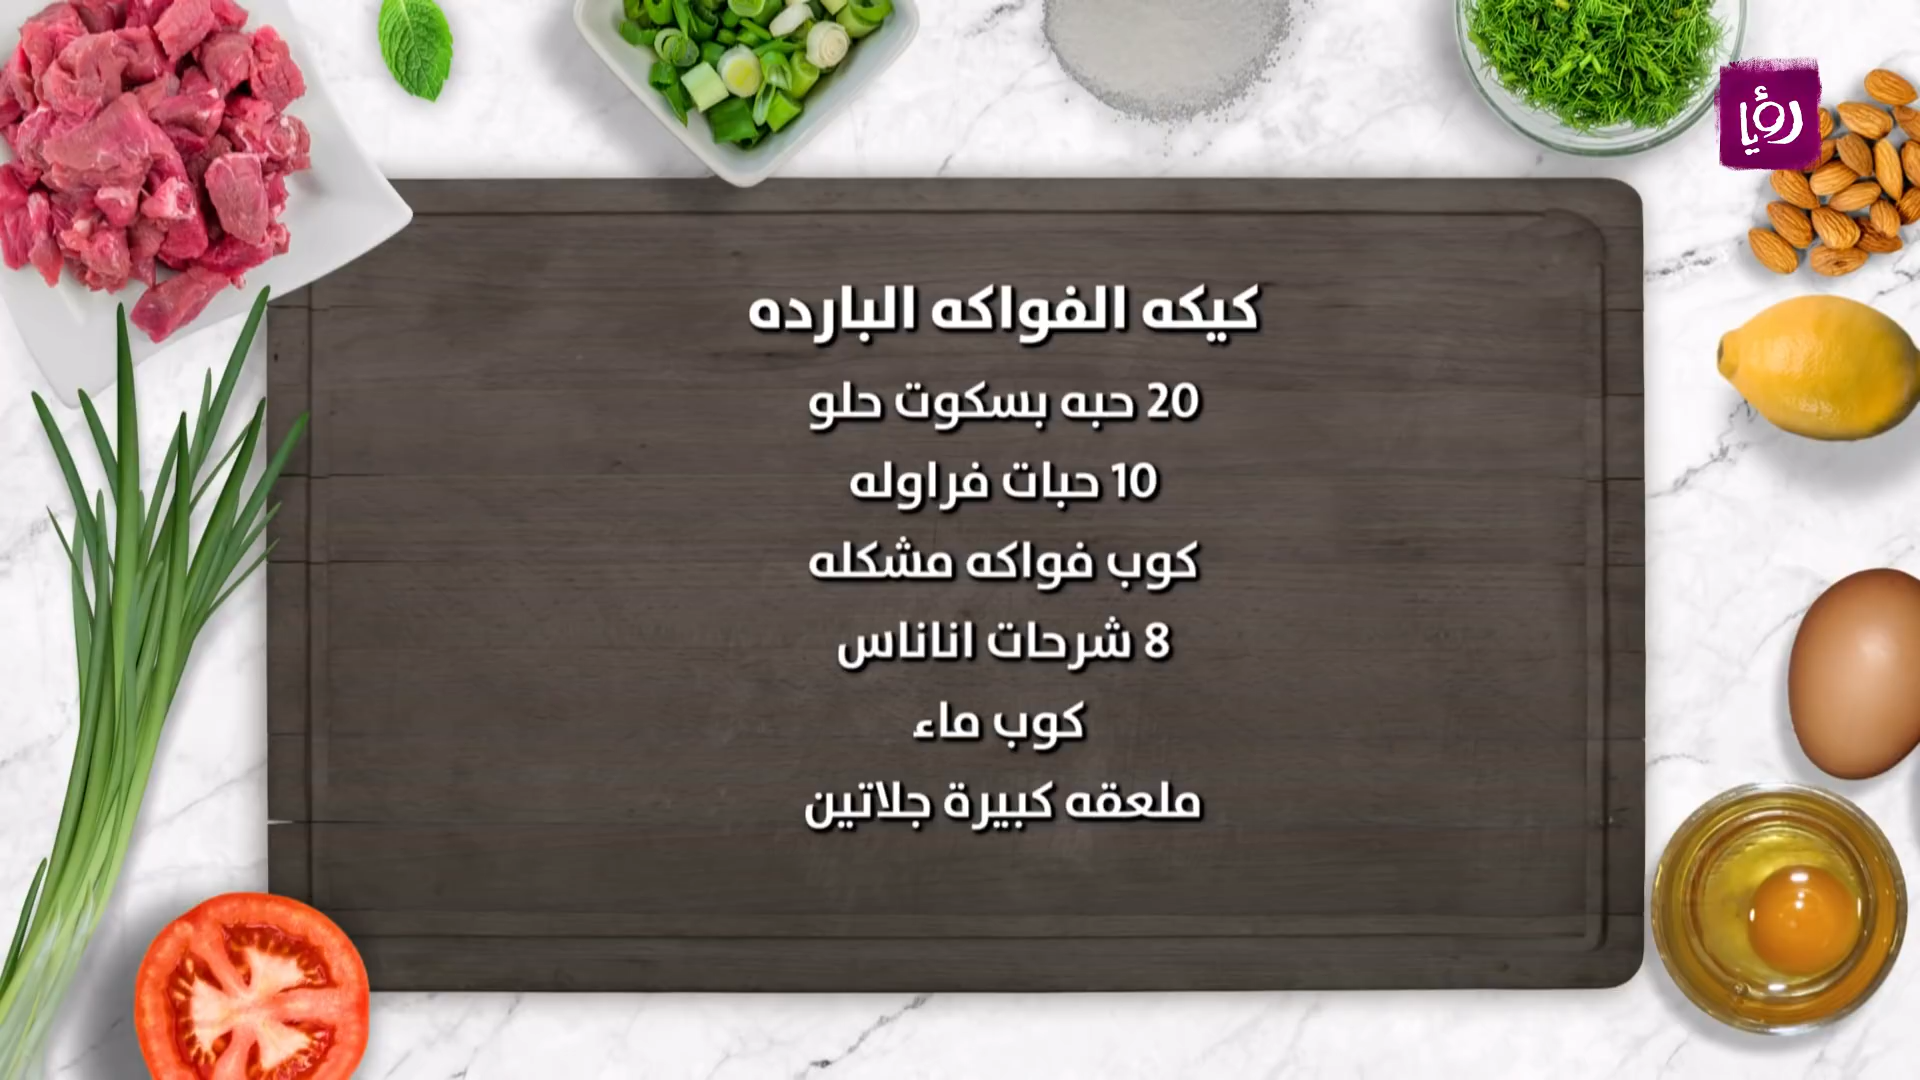 رؤيا
كيكه الفواكه البارده
20 حبه بسكوت حلو
10 حبات فراوله
كوب فواكه مشكله
8 شرحات اناناس
كوب ماء
ملعقه كبيرة جلاتين